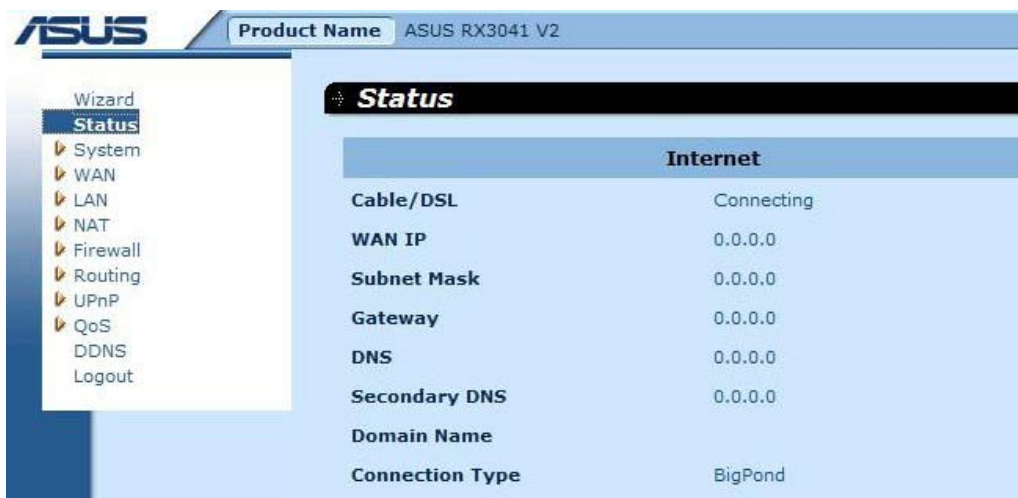 ASUS
Product Name ASUS RX3041 V2
Wizard
Status
System
WAN
LAN
NAT
Firewall
Routing
UPnP
QoS
DDNS
Logout
Status
Internet
Cable/DSL Connecting
WAN IP 0.0.0.0
Subnet Mask 0.0.0.0
Gateway 0.0.0.0
DNS 0.0.0.0
Secondary DNS 0.0.0.0
Domain Name
Connection Type BigPond